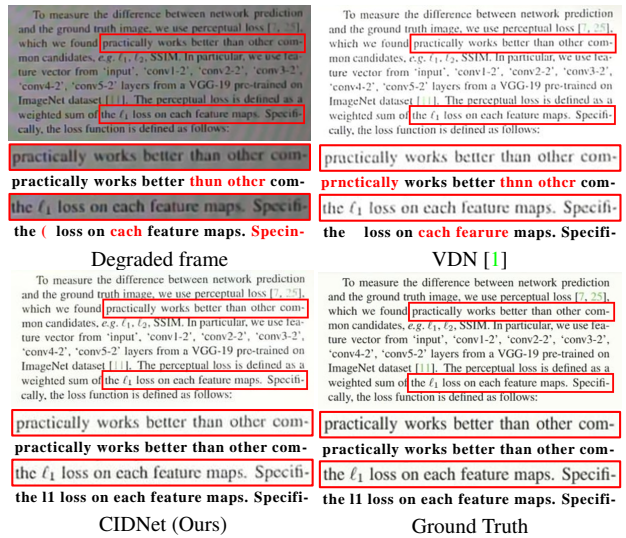 To measure the difference between network prediction
and the ground truth image, we use perceptual loss [7, 25],
which we found practically works better than other com-
mon candidates, e.g. ℓ1, ℓ2, SSIM. In particular, we use fea-
ture vector from 'input', 'conv1-2', 'conv2-2', 'conv3-2',
'conv4-2', 'conv5-2' layers from a VGG-19 pre-trained on
ImageNet dataset [11]. The perceptual loss is defined as a
weighted sum of the ℓ1 loss on each feature maps. Specifi-
cally, the loss function is defined as follows:
practically works better than other com-
practically works better thun othcr com-
the ℓ1 loss on each feature maps. Specifi-
the ( loss on cach feature maps. Specin-
Degraded frame
To measure the difference between network prediction
and the ground truth image, we use perceptual loss [7, 25],
which we found practically works better than other com-
mon candidates, e.g. ℓ1, ℓ2, SSIM. In particular, we use fea-
ture vector from 'input', 'conv1-2', 'conv2-2', 'conv3-2',
'conv4-2', 'conv5-2' layers from a VGG-19 pre-trained on
ImageNet dataset [11]. The perceptual loss is defined as a
weighted sum of the ℓ1 loss on each feature maps. Specifi-
cally, the loss function is defined as follows:
practically works better than other com-
prnctically works better thnn othcr com-
the ℓ1 loss on each feature maps. Specifi-
the loss on cach fearure maps. Specifi-
VDN [1]
To measure the difference between network prediction
and the ground truth image, we use perceptual loss [7, 25],
which we found practically works better than other com-
mon candidates, e.g. ℓ1, ℓ2, SSIM. In particular, we use fea-
ture vector from 'input', 'conv1-2', 'conv2-2', 'conv3-2',
'conv4-2', 'conv5-2' layers from a VGG-19 pre-trained on
ImageNet dataset [11]. The perceptual loss is defined as a
weighted sum of the ℓ1 loss on each feature maps. Specifi-
cally, the loss function is defined as follows:
practically works better than other com-
practically works better than other com-
the ℓ1 loss on each feature maps. Specifi-
the l1 loss on each feature maps. Specifi-
CIDNet (Ours)
To measure the difference between network prediction
and the ground truth image, we use perceptual loss [7, 25],
which we found practically works better than other com-
mon candidates, e.g. ℓ1, ℓ2, SSIM. In particular, we use fea-
ture vector from 'input', 'conv1-2', 'conv2-2', 'conv3-2',
'conv4-2', 'conv5-2' layers from a VGG-19 pre-trained on
ImageNet dataset [11]. The perceptual loss is defined as a
weighted sum of the ℓ1 loss on each feature maps. Specifi-
cally, the loss function is defined as follows:
practically works better than other com-
practically works better than other com-
the ℓ1 loss on each feature maps. Specifi-
the l1 loss on each feature maps. Specifi-
Ground Truth